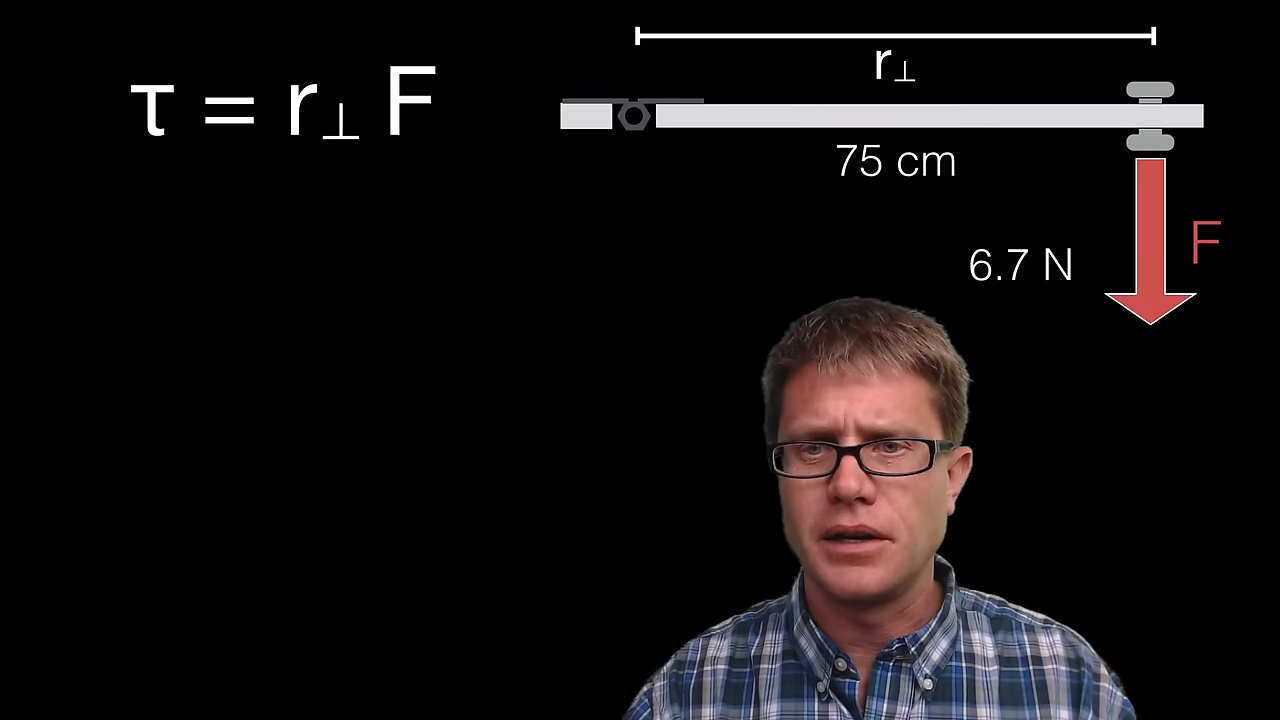 τ = r⊥ F
r⊥
75 cm
6.7 N
F